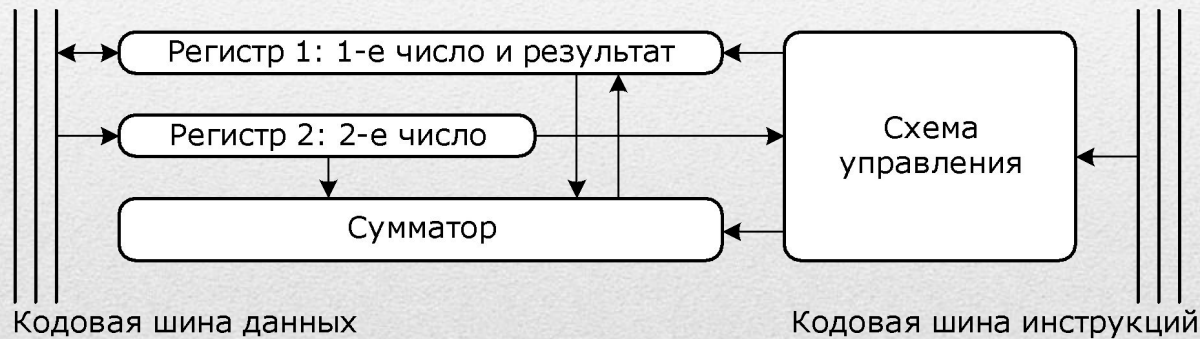 Регистр 1: 1-е число и результат
Регистр 2: 2-е число
Сумматор
Схема
управления
Кодовая шина данных
Кодовая шина инструкций